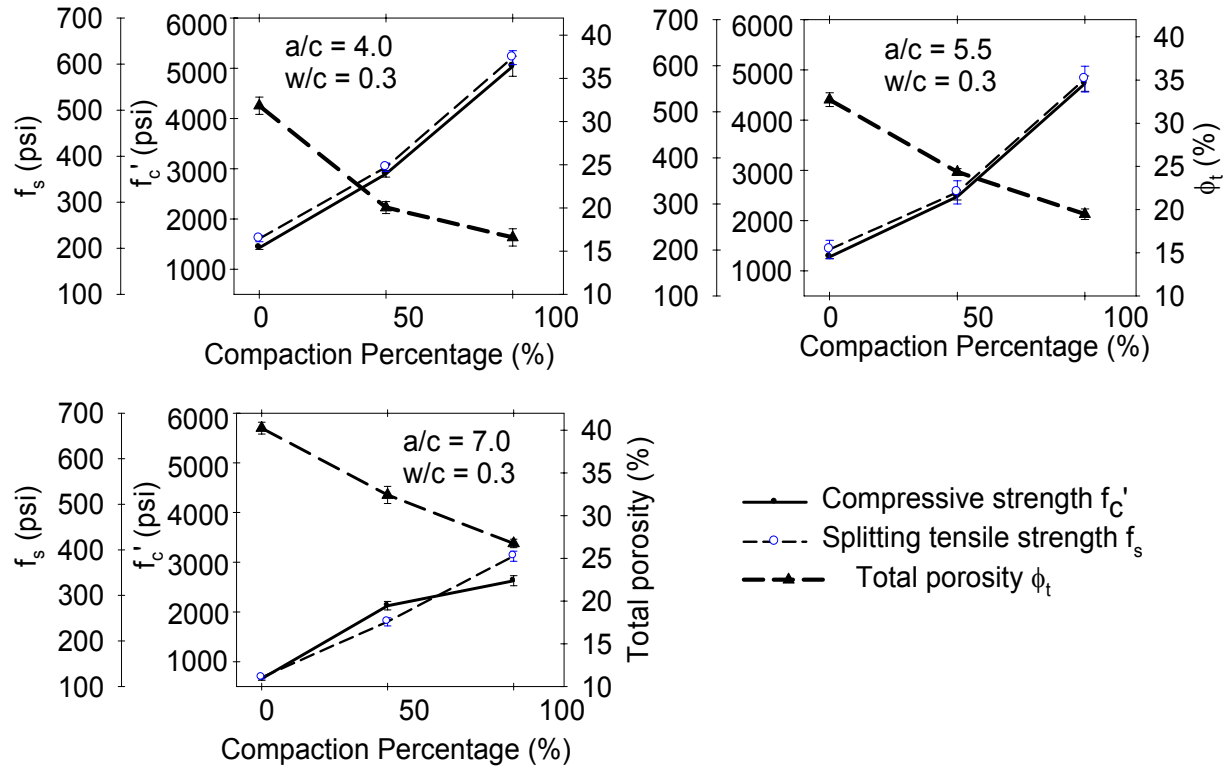 a/c = 4.0
w/c = 0.3
700
600
500
400
300
200
100
f_s (psi)
6000
5000
4000
3000
2000
1000
f_c' (psi)
40
35
30
25
20
15
10
0 50 100
Compaction Percentage (%)
a/c = 5.5
w/c = 0.3
700
600
500
400
300
200
100
6000
5000
4000
3000
2000
1000
40
35
30
25
20
15
10
ϕ_t (%)
0 50 100
Compaction Percentage (%)
a/c = 7.0
w/c = 0.3
700
600
500
400
300
200
100
f_s (psi)
6000
5000
4000
3000
2000
1000
f_c' (psi)
40
35
30
25
20
15
10
Total porosity (%)
0 50 100
Compaction Percentage (%)
Compressive strength f_C'
Splitting tensile strength f_s
Total porosity ϕ_t